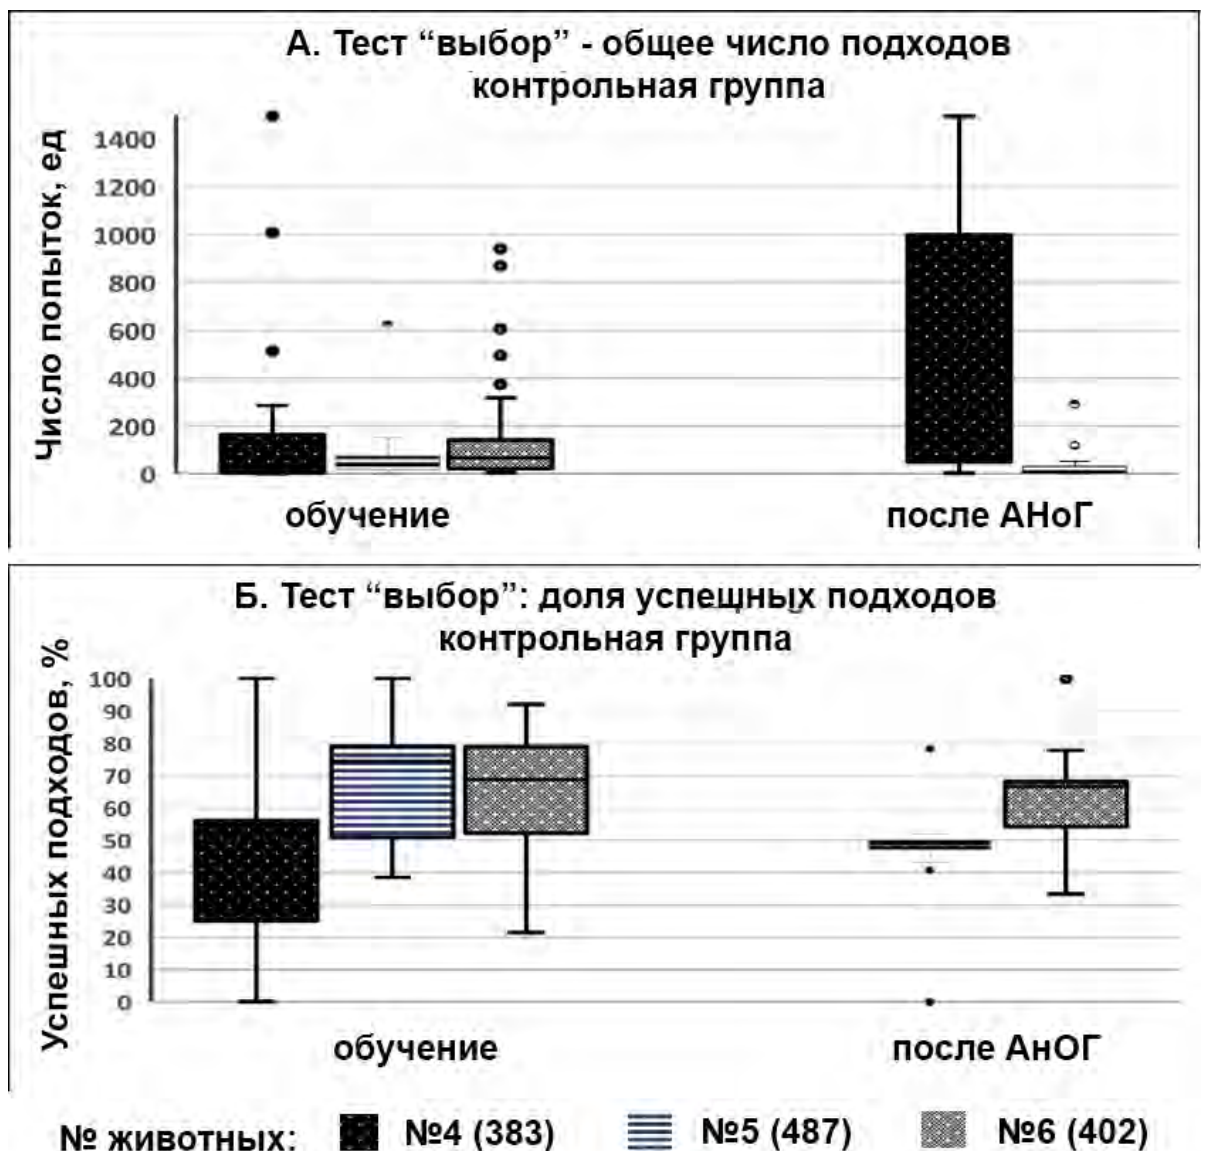 А. Тест “выбор” - общее число подходов
контрольная группа
Число попыток, ед
1400
1200
1000
800
600
400
200
0
обучение
после АНоГ
Б. Тест “выбор”: доля успещных подходов
контрольная группа
Успешных подходов, %
100
90
80
70
60
50
40
30
20
10
0
обучение
после АнОГ
№ животных: №4 (383) №5 (487) №6 (402)